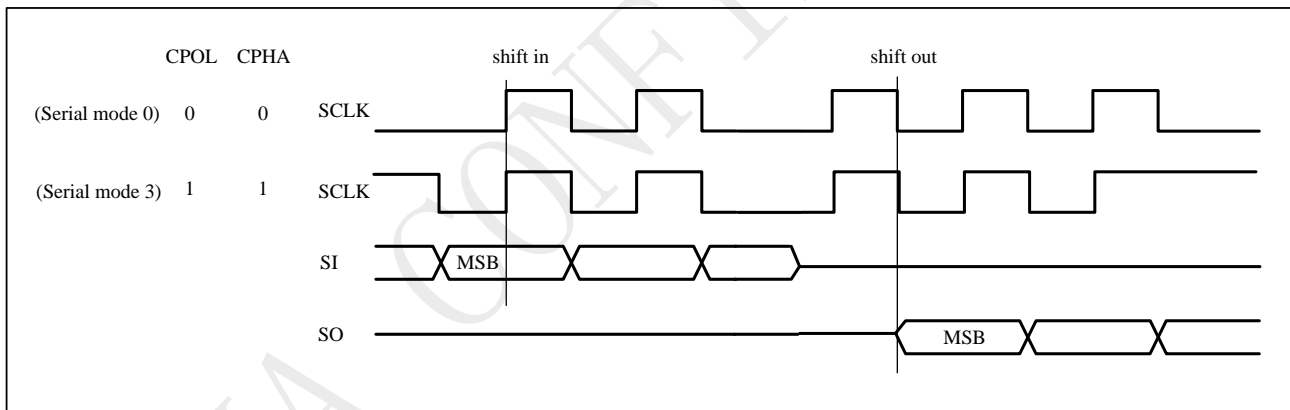 CPOL CPHA shift in shift out
(Serial mode 0) 0 0 SCLK
(Serial mode 3) 1 1 SCLK
SI MSB
SO MSB